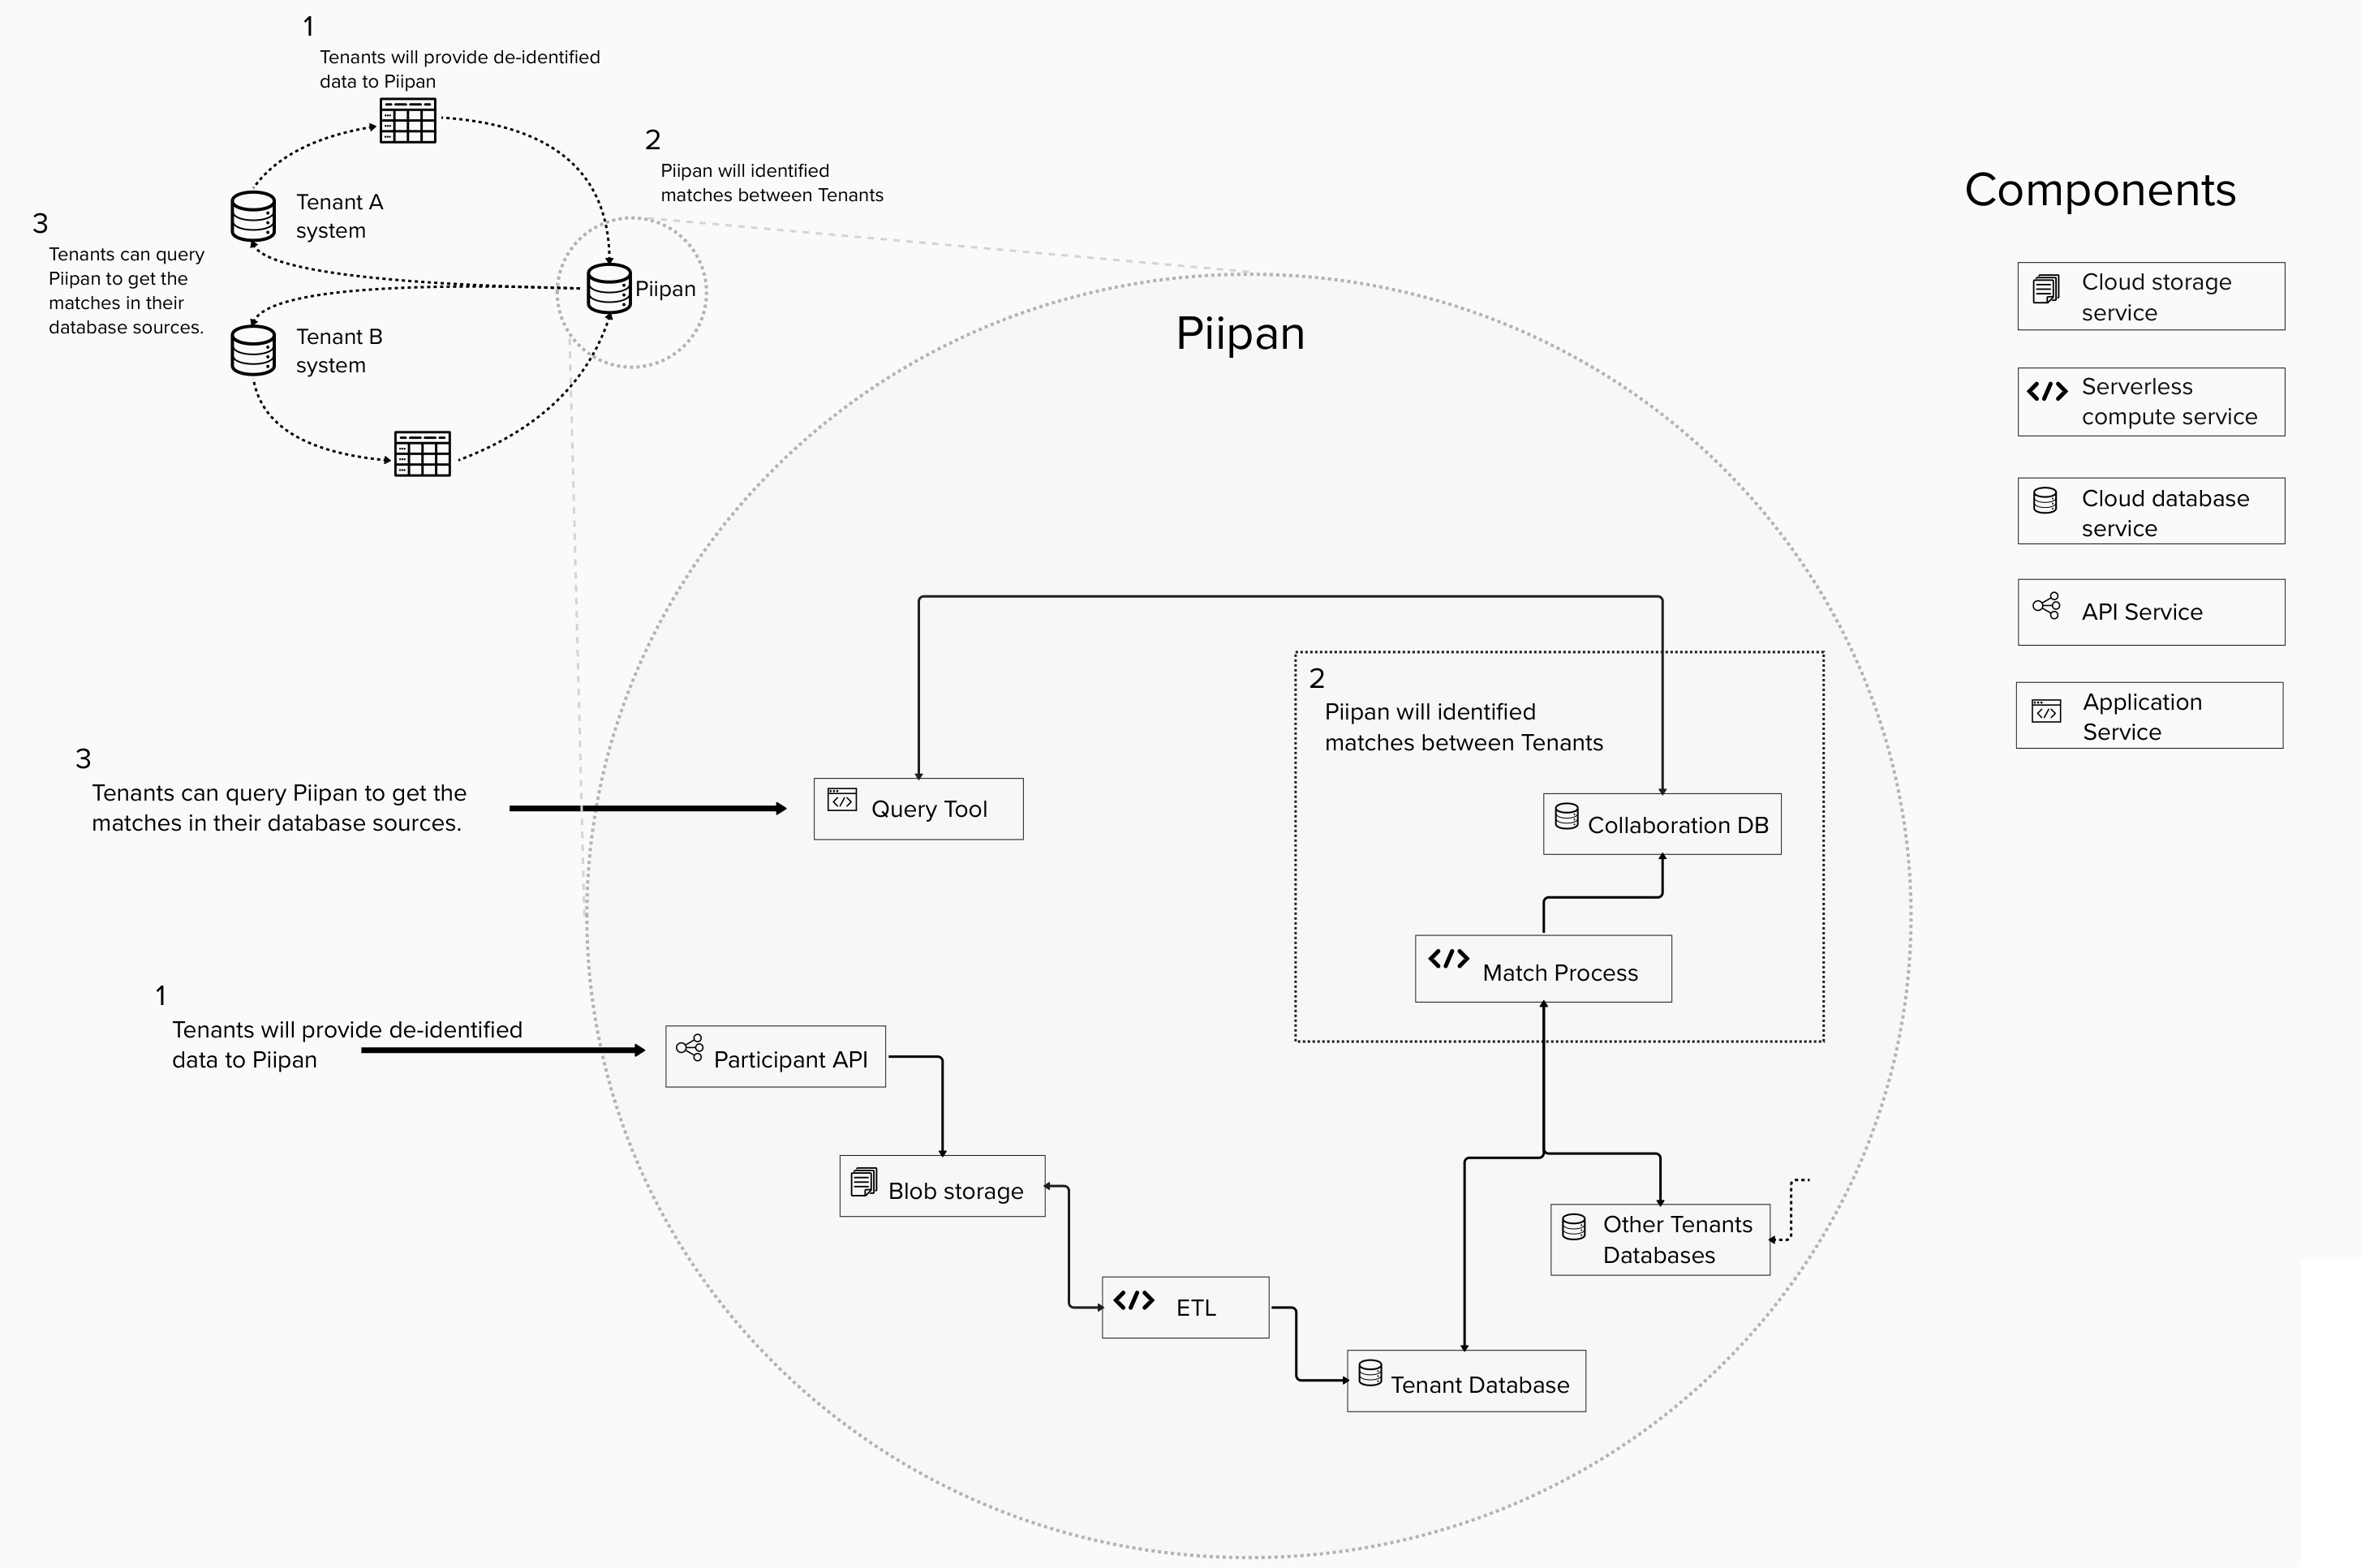 1
Tenants will provide de-identified
data to Piipan
2
Piipan will identified
matches between Tenants
Tenant A
system
3
Tenants can query
Piipan to get the
matches in their
database sources.
Piipan
Tenant B
system
Components
Cloud storage
service
Serverless
compute service
Cloud database
service
API Service
Application
Service
Piipan
2
Piipan will identified
matches between Tenants
3
Tenants can query Piipan to get the
matches in their database sources.
Query Tool
Collaboration DB
Match Process
1
Tenants will provide de-identified
data to Piipan
Participant API
Blob storage
Other Tenants
Databases
ETL
Tenant Database